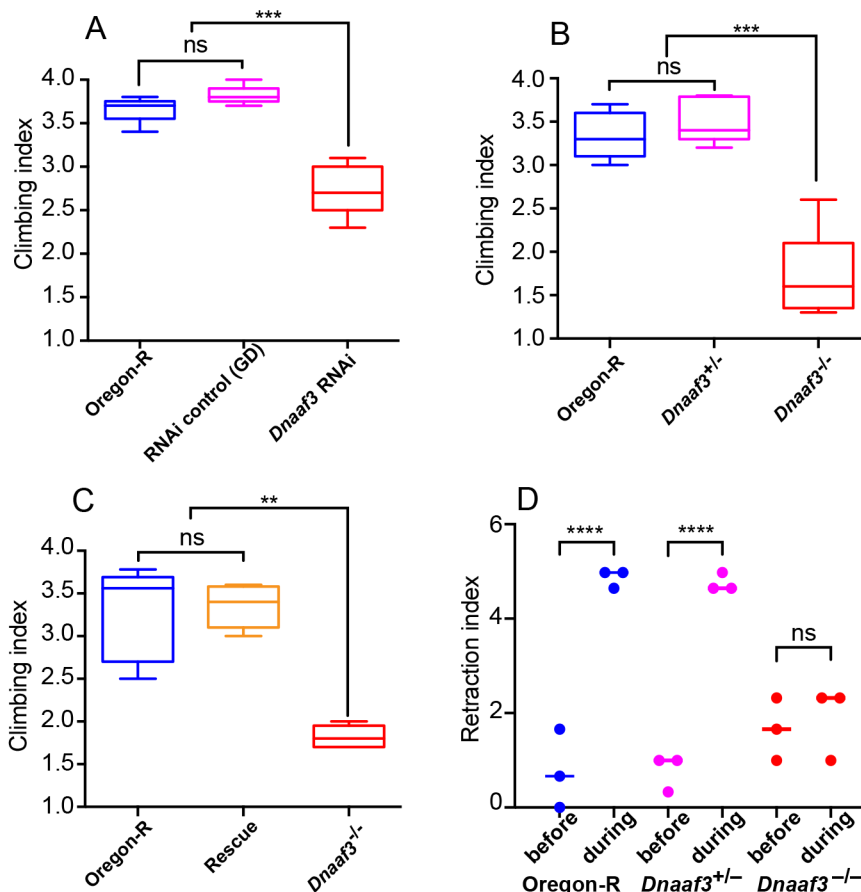 A
***
ns
Climbing index
4.0
3.5
3.0
2.5
2.0
1.5
1.0
Oregon-R
RNAi control (GD)
Dnaaf3 RNAi
B
***
ns
Climbing index
4.0
3.5
3.0
2.5
2.0
1.5
1.0
Oregon-R
Dnaaf3+/-
Dnaaf3-/-
C
**
ns
Climbing index
4.0
3.5
3.0
2.5
2.0
1.5
1.0
Oregon-R
Rescue
Dnaaf3-/-
D
**** ****
ns
Retraction index
6
4
2
0
before during before during before during
Oregon-R Dnaaf3+/– Dnaaf3 –/–